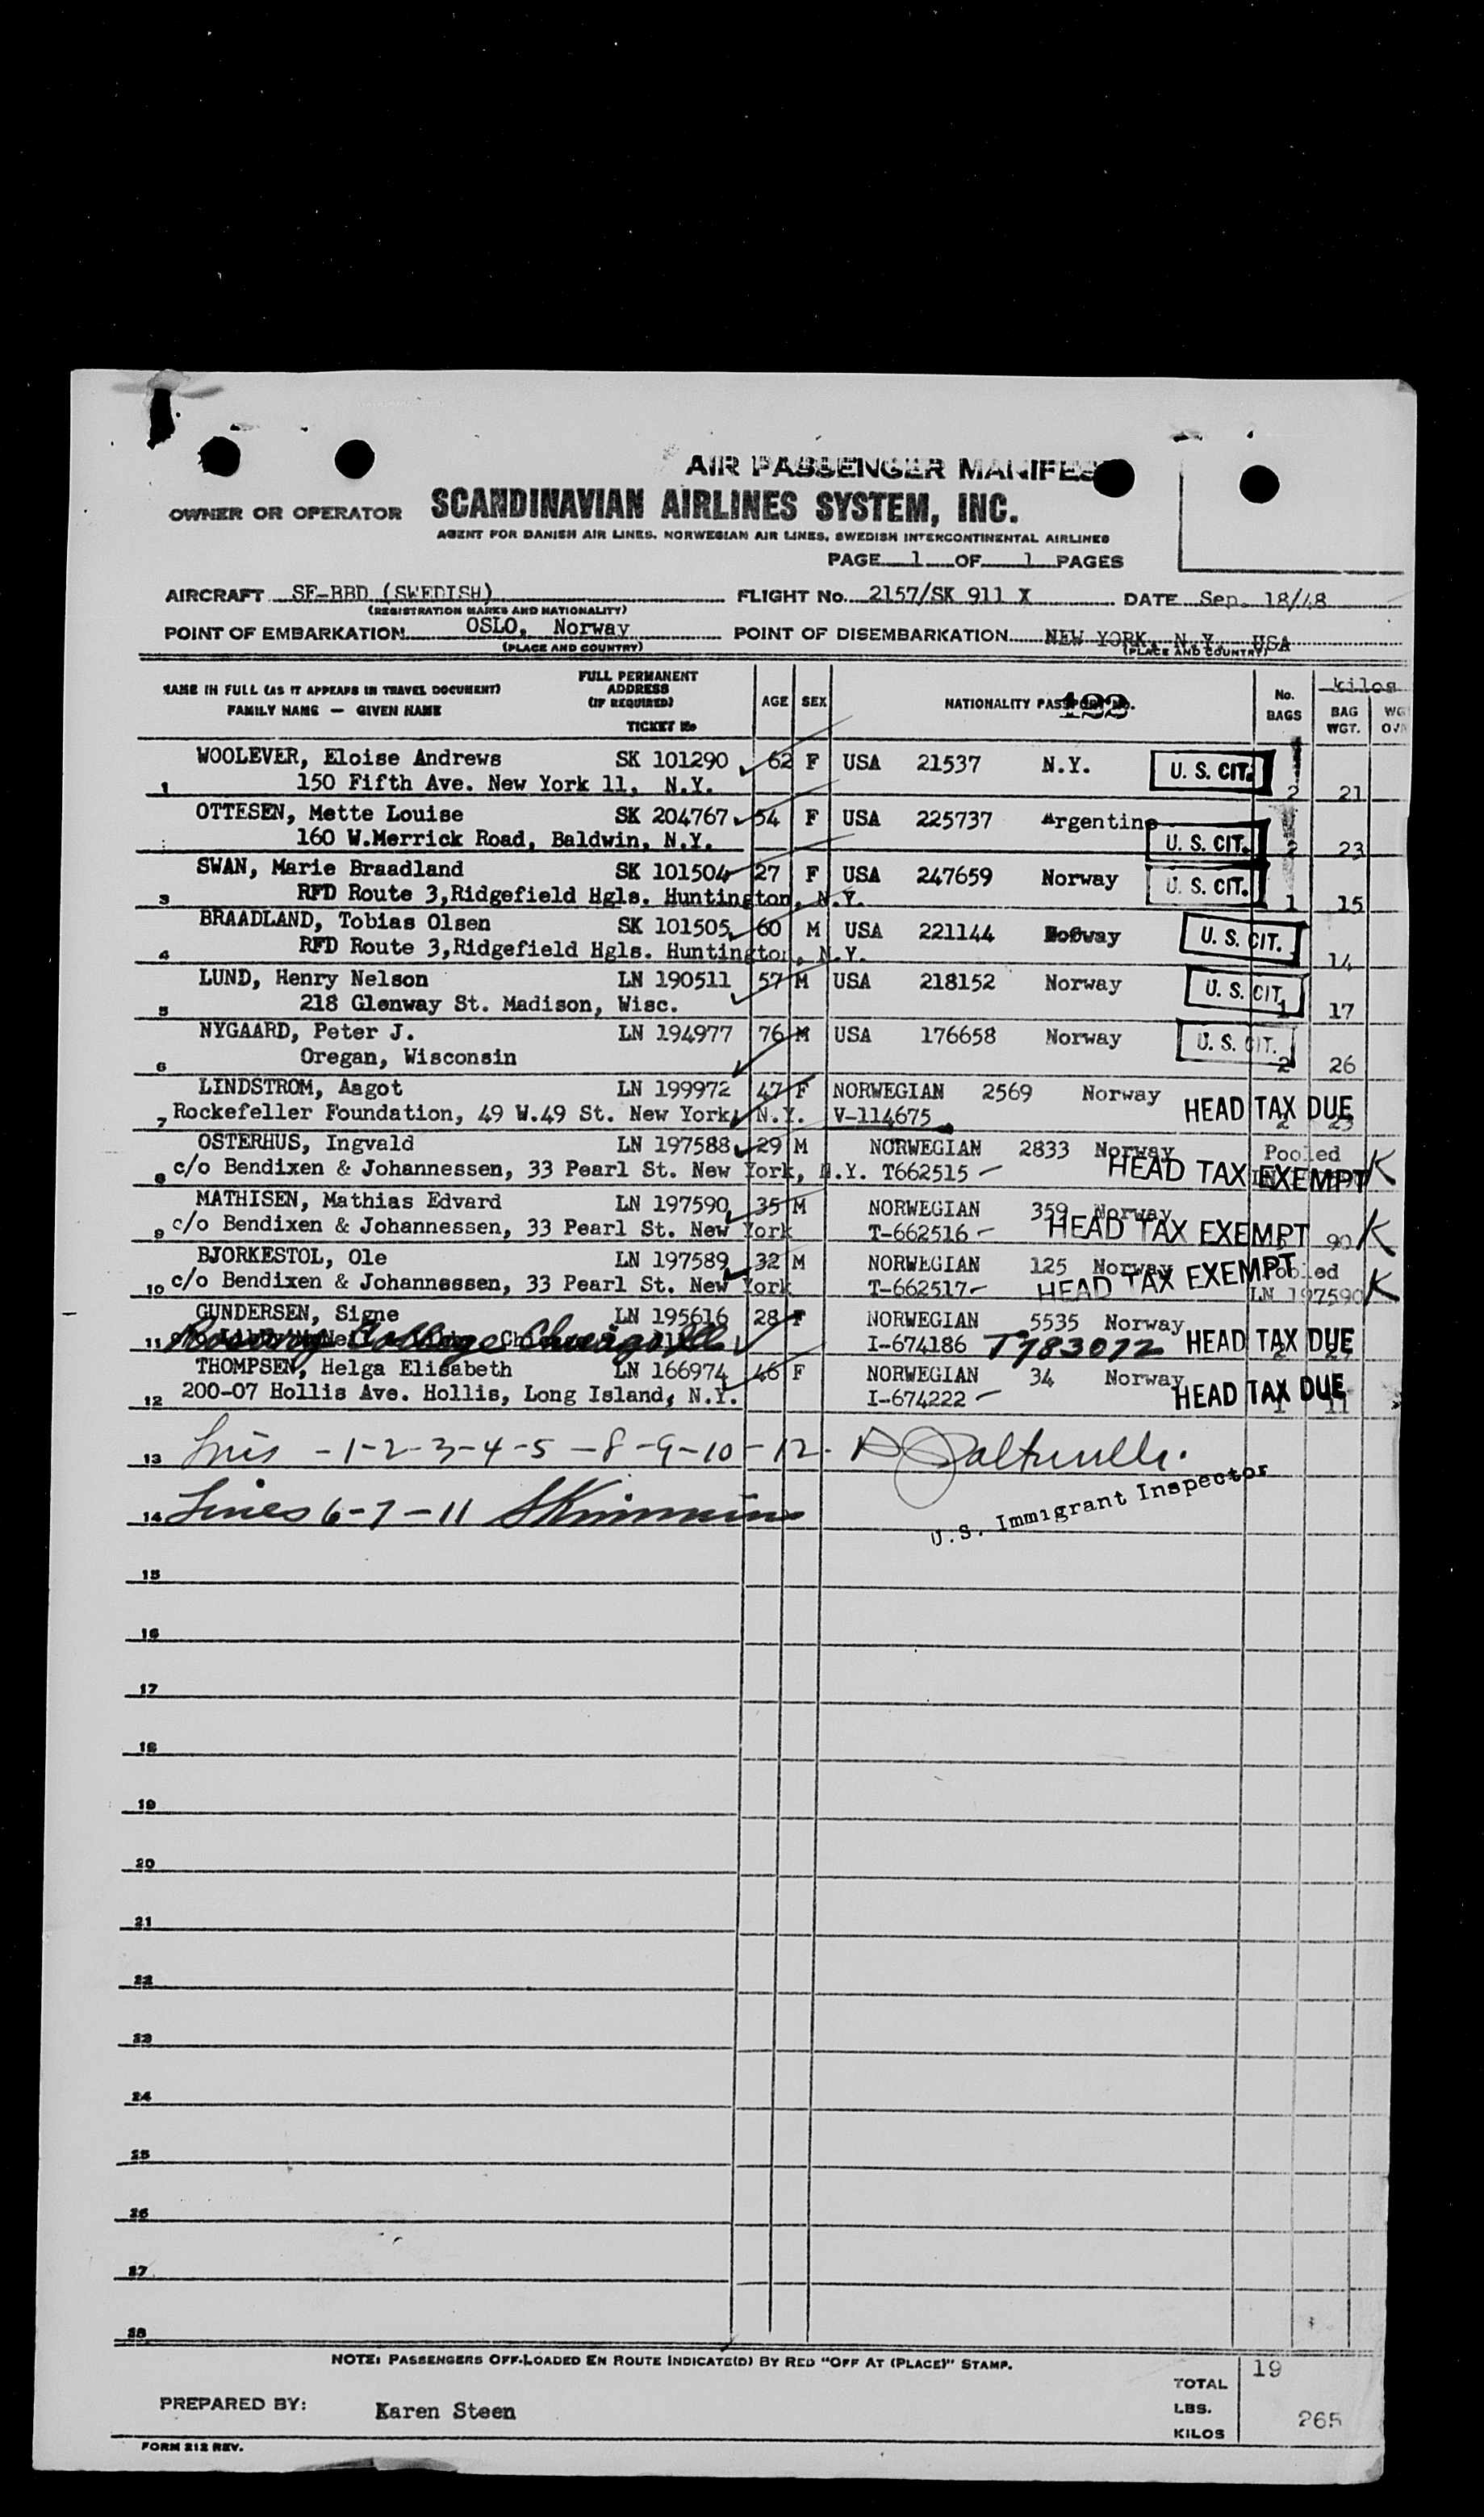 AIR PASSENGER MANIFES
OWNER OR OPERATOR SCANDINAVIAN AIRLINES SYSTEM, INC.
AGENT FOR DANISH AIR LINES. NORWEGIAN AIR LINES, SWEDISH INTERCONTINENTAL AIRLINES
PAGE 1 OF 1 PAGES
AIRCRAFT SE-BBD (SWEDISH) FLIGHT No. 2157/SK 911 X DATE Sep. 18/48
(REGISTRATION MARKS AND NATIONALITY)
POINT OF EMBARKATION OSLO, Norway POINT OF DISEMBARKATION NEW YORK, N.Y. USA
(PLACE AND COUNTRY) (PLACE AND COUNTRY)
NAME IN FULL (AS IT APPEARS IN TRAVEL DOCUMENT) FAMILY NAME — GIVEN NAME
FULL PERMANENT ADDRESS (IF REQUIRED) TICKET No
AGE SEX NATIONALITY PASSPORT No. 122
No. BAGS kilos BAG WGT. WG OVR
WOOLEVER, Eloise Andrews SK 101290 62 F USA 21537 N.Y. U. S. CIT.
1 150 Fifth Ave. New York 11, N.Y. 2 21
OTTESEN, Mette Louise SK 204767 54 F USA 225737 Argentine
160 W.Merrick Road, Baldwin, N.Y. U. S. CIT. 2 23
SWAN, Marie Braadland SK 101504 27 F USA 247659 Norway U. S. CIT.
3 RFD Route 3,Ridgefield Hgls. Huntington, N.Y. 1 15
BRAADLAND, Tobias Olsen SK 101505 60 M USA 221144 Norway U. S. CIT.
4 RFD Route 3,Ridgefield Hgls. Huntington, N.Y. 14
LUND, Henry Nelson LN 190511 57 M USA 218152 Norway U. S. CIT
5 218 Glenway St. Madison, Wisc. 1 17
NYGAARD, Peter J. LN 194977 76 M USA 176658 Norway U. S. CIT.
6 Oregan, Wisconsin 2 26
LINDSTROM, Aagot LN 199972 47 F NORWEGIAN 2569 Norway
7 Rockefeller Foundation, 49 W.49 St. New York, N.Y. V-114675 HEAD TAX DUE 2 23
OSTERHUS, Ingvald LN 197588 29 M NORWEGIAN 2833 Norway Pooled
8 c/o Bendixen & Johannessen, 33 Pearl St. New York, N.Y. T662515 HEAD TAX EXEMPT K
MATHISEN, Mathias Edvard LN 197590 35 M NORWEGIAN 359 Norway
9 c/o Bendixen & Johannessen, 33 Pearl St. New York T-662516 HEAD TAX EXEMPT 90 K
BJORKESTOL, Ole LN 197589 32 M NORWEGIAN 125 Norway Pooled
10 c/o Bendixen & Johannessen, 33 Pearl St. New York T-662517 HEAD TAX EXEMPT LN 197590 K
GUNDERSEN, Signe LN 195616 28 F NORWEGIAN 5535 Norway
11 Rosary College Chicago Ill I-674186 T983072 HEAD TAX DUE
THOMPSEN, Helga Elisabeth LN 166974 46 F NORWEGIAN 34 Norway
12 200-07 Hollis Ave. Hollis, Long Island, N.Y. I-674222 HEAD TAX DUE 1 11
13 -1-2-3-4-5-8-9-10-12.
U.S. Immigrant Inspector
14 Lines 6-7-11
15
16
17
18
19
20
21
22
23
24
25
26
27
28
NOTE: PASSENGERS OFF-LOADED EN ROUTE INDICATE(D) BY RED "OFF AT (PLACE)" STAMP.
TOTAL 19
PREPARED BY: Karen Steen
LBS. 265
KILOS
FORM 212 REV.